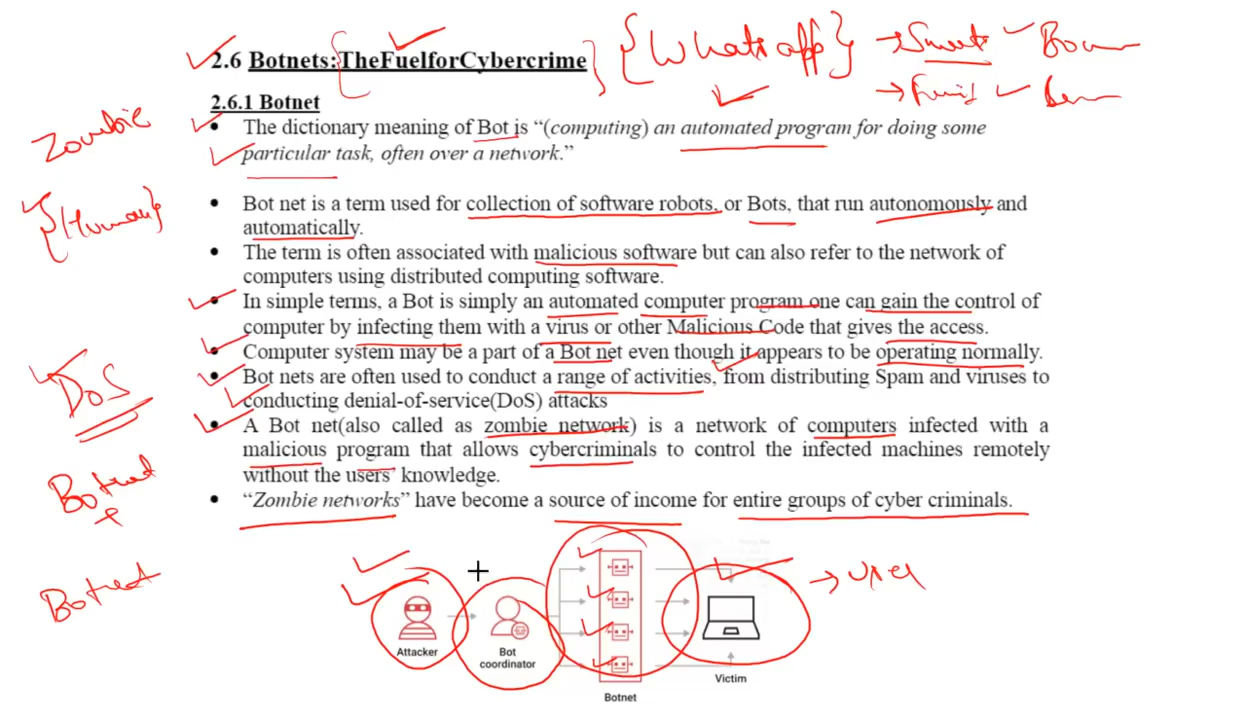 2.6 Botnets:TheFuelforCybercrime
{Whatsapp}
2.6.1 Botnet
Zombie
• The dictionary meaning of Bot is “(computing) an automated program for doing some
particular task, often over a network.”
{Human}
• Bot net is a term used for collection of software robots, or Bots, that run autonomously and
automatically.
• The term is often associated with malicious software but can also refer to the network of
computers using distributed computing software.
• In simple terms, a Bot is simply an automated computer program one can gain the control of
computer by infecting them with a virus or other Malicious Code that gives the access.
• Computer system may be a part of a Bot net even though it appears to be operating normally.
DoS
• Bot nets are often used to conduct a range of activities, from distributing Spam and viruses to
conducting denial-of-service(DoS) attacks
• A Bot net(also called as zombie network) is a network of computers infected with a
malicious program that allows cybercriminals to control the infected machines remotely
without the users’ knowledge.
Botnet
• “Zombie networks” have become a source of income for entire groups of cyber criminals.
Botnet
Attacker
Bot
coordinator
Botnet
Victim